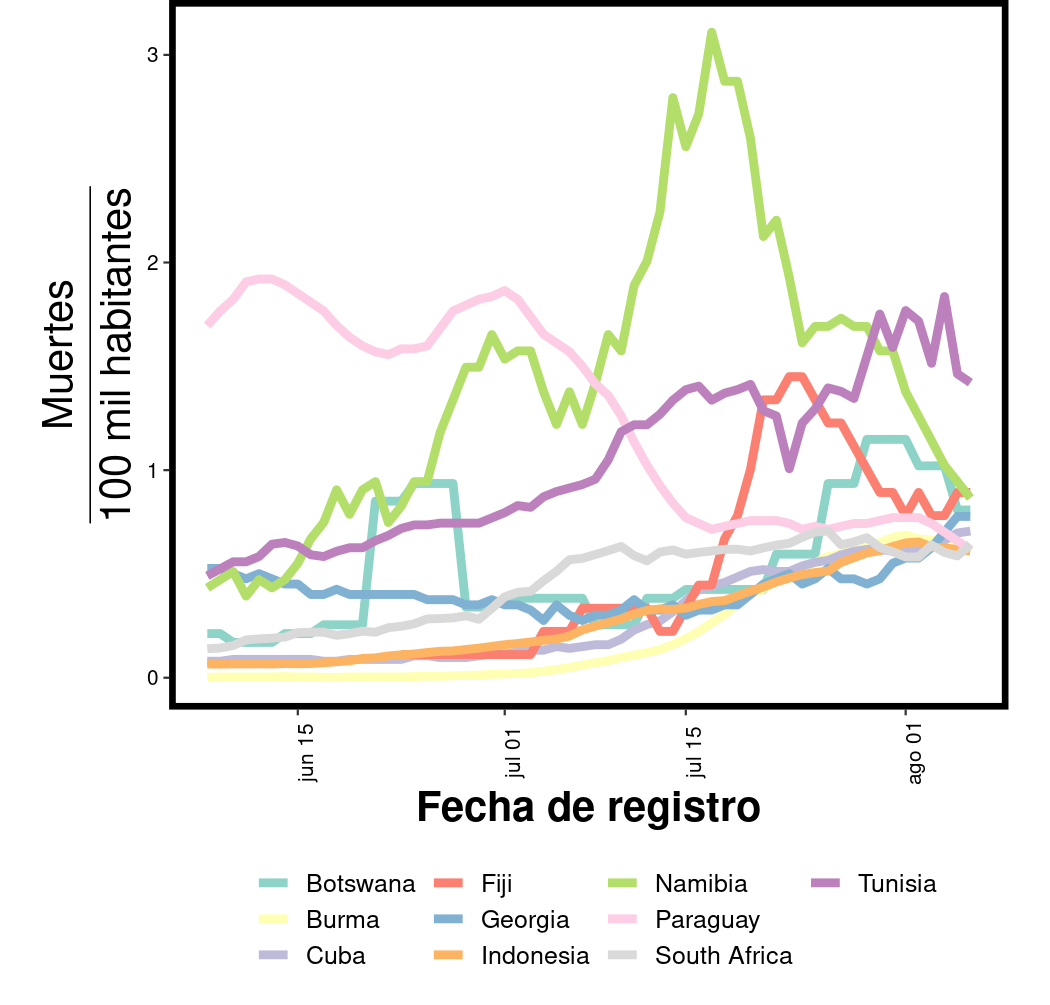 3
2
1
0
Muertes
100 mil habitantes
jun 15
jul 01
jul 15
ago 01
Fecha de registro
Botswana Fiji Namibia Tunisia
Burma Georgia Paraguay
Cuba Indonesia South Africa